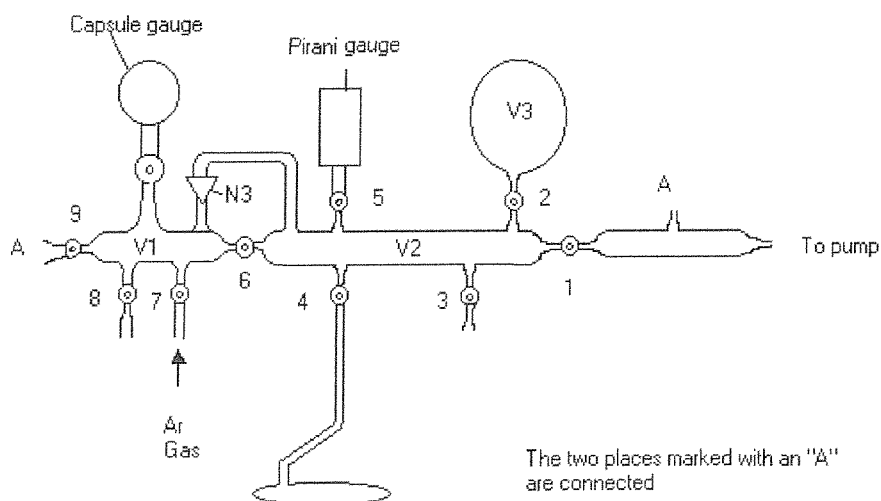 Capsule gauge
Pirani gauge
V3
N3
5
2
A
9
A
V1
V2
To pump
6
1
8
7
4
3
Ar
Gas
The two places marked with an "A"
are connected